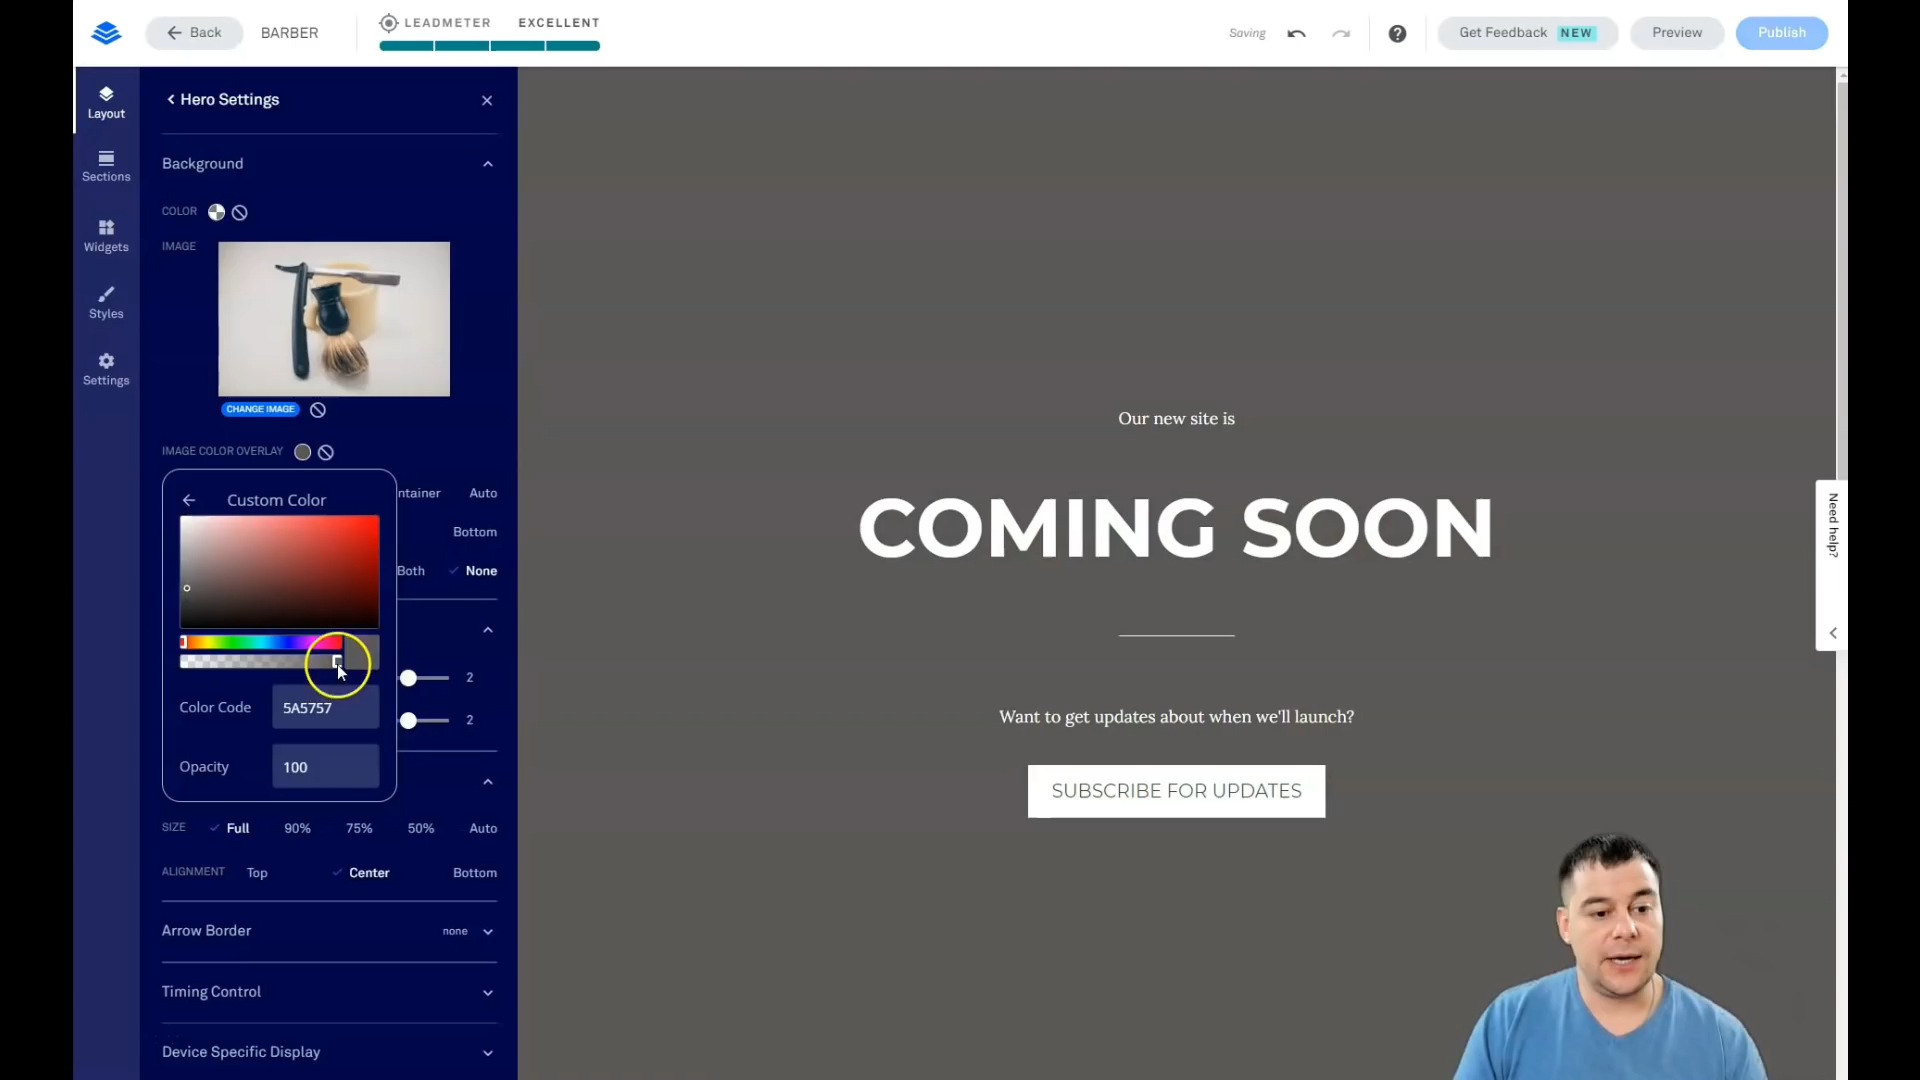 Back
BARBER
LEADMETER EXCELLENT
Saving
Get Feedback NEW
Preview
Publish
Layout
Sections
Widgets
Styles
Settings
Hero Settings
Background
COLOR
IMAGE
CHANGE IMAGE
IMAGE COLOR OVERLAY
Custom Color
ntainer Auto
Bottom
Both None
2
Color Code 5A5757
2
Opacity 100
SIZE Full 90% 75% 50% Auto
ALIGNMENT Top Center Bottom
Arrow Border none
Timing Control
Device Specific Display
Our new site is
COMING SOON
Want to get updates about when we'll launch?
SUBSCRIBE FOR UPDATES
Need help?